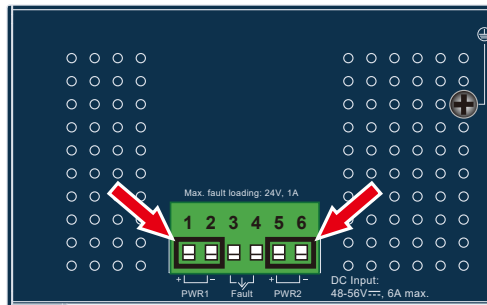 Max. fault loading: 24V, 1A
1 2 3 4 5 6
+ − + −
PWR1 Fault PWR2
DC Input:
48-56V⎓, 6A max.